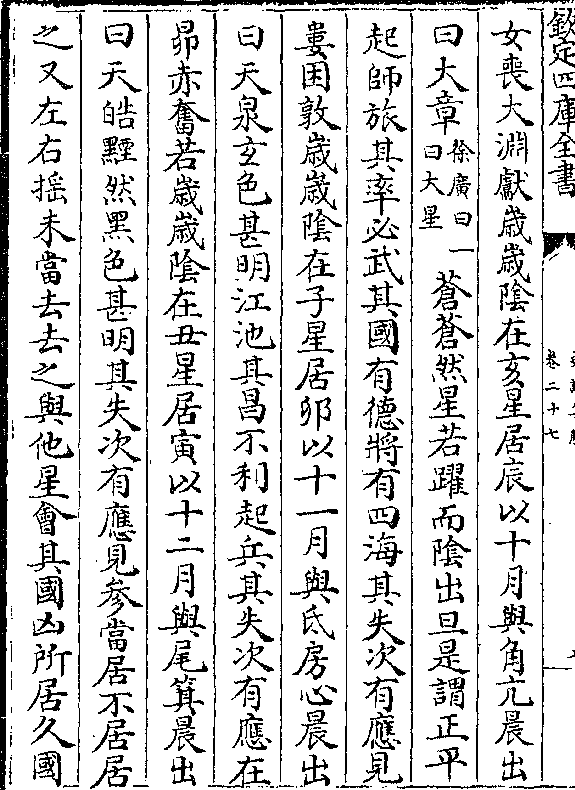 欽定四庫全書
卷二十七
女喪大淵獻歳歳陰在亥星居辰以十月與角亢晨出
曰大章
徐廣曰一
曰大星
蒼蒼然星若躍而陰出旦是謂正平
起師旅其率必武其國有德將有四海其失次有應見
婁困敦歳歳陰在子星居卯以十一月與氐房心晨出
曰天泉玄色甚明江池其昌不利起兵其失次有應在
昴赤奮若歳歳陰在丑星居寅以十二月與尾箕晨出
曰天皓黫然黑色甚明其失次有應見參當居不居居
之又左右揺未當去去之與他星會其國凶所居久國